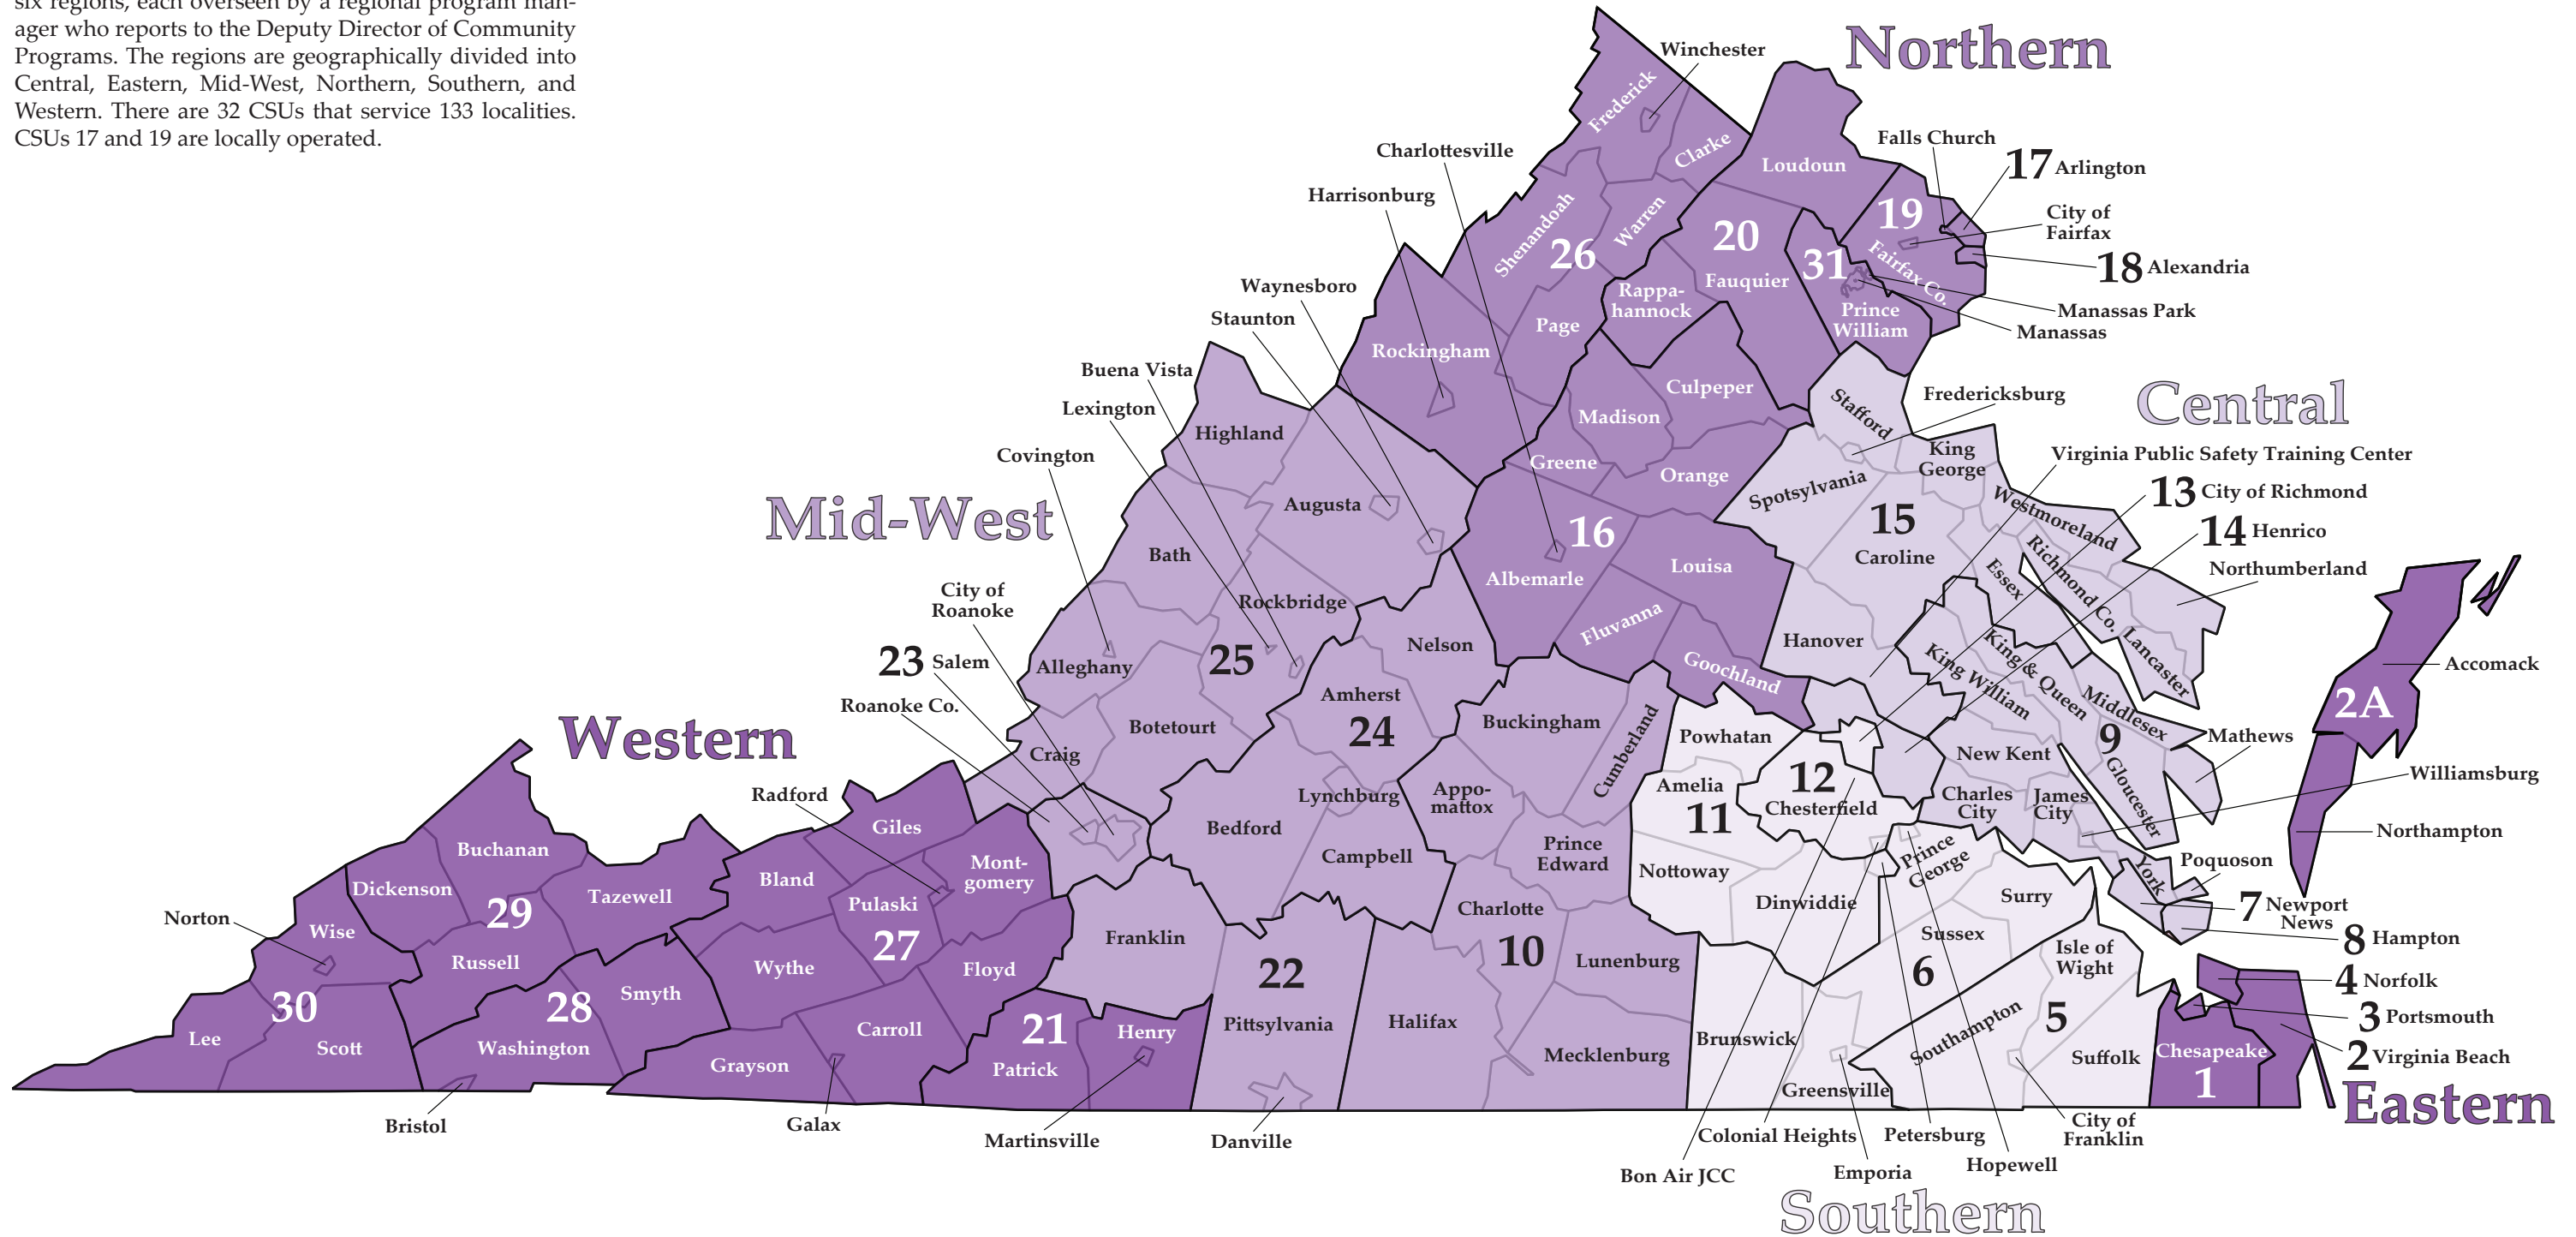 six regions, each overseen by a regional program man-
ager who reports to the Deputy Director of Community
Programs. The regions are geographically divided into
Central, Eastern, Mid-West, Northern, Southern, and
Western. There are 32 CSUs that service 133 localities.
CSUs 17 and 19 are locally operated.
Northern
Winchester
Frederick
Clarke
Loudoun
Falls Church
17 Arlington
City of
Fairfax
19
Fairfax Co.
18 Alexandria
Charlottesville
Harrisonburg
Shenandoah
26
Warren
20
Fauquier
31
Prince
William
Manassas Park
Manassas
Rappa-
hannock
Page
Rockingham
Waynesboro
Staunton
Buena Vista
Lexington
Covington
Culpeper
Madison
Greene
Orange
16
Albemarle
Louisa
Fluvanna
Goochland
Central
Stafford
Fredericksburg
King
George
Virginia Public Safety Training Center
13 City of Richmond
14 Henrico
Northumberland
Spotsylvania
15
Caroline
Westmoreland
Richmond Co.
Essex
Lancaster
Hanover
King William
King & Queen
Middlesex
9
Mathews
Gloucester
New Kent
Williamsburg
Charles
City
James
City
York
Poquoson
7 Newport
News
8 Hampton
Mid-West
Highland
Augusta
Bath
Rockbridge
City of
Roanoke
23 Salem
Roanoke Co.
Alleghany
25
Botetourt
Craig
Nelson
Amherst
24
Lynchburg
Bedford
Campbell
Buckingham
Cumberland
Appo-
mattox
Prince
Edward
Charlotte
10
Lunenburg
Halifax
Mecklenburg
Franklin
22
Pittsylvania
Danville
Western
Radford
Giles
Mont-
gomery
Bland
Pulaski
27
Wythe
Floyd
Carroll
Grayson
Galax
21
Patrick
Henry
Martinsville
Buchanan
Dickenson
29
Tazewell
Russell
Norton
Wise
30
Lee
Scott
28
Smyth
Washington
Bristol
Powhatan
Amelia
11
Nottoway
12
Chesterfield
Dinwiddie
Prince
George
Surry
Sussex
6
Isle of
Wight
5
Southampton
Suffolk
Brunswick
Greensville
Bon Air JCC
Colonial Heights
Emporia
Petersburg
Hopewell
City of
Franklin
Southern
Accomack
2A
Northampton
4 Norfolk
3 Portsmouth
2 Virginia Beach
Chesapeake
1
Eastern